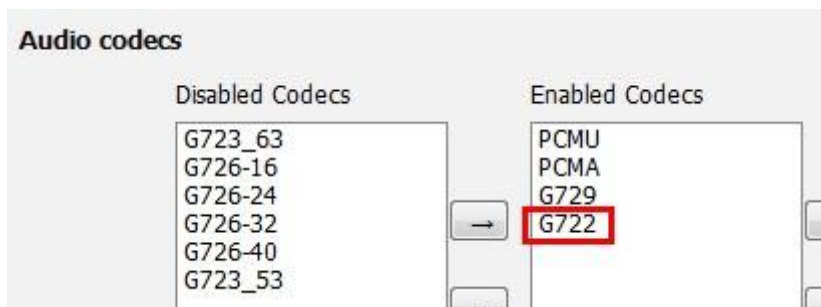 Audio codecs
Disabled Codecs
G723_63
G726-16
G726-24
G726-32
G726-40
G723_53
Enabled Codecs
PCMU
PCMA
G729
G722
→